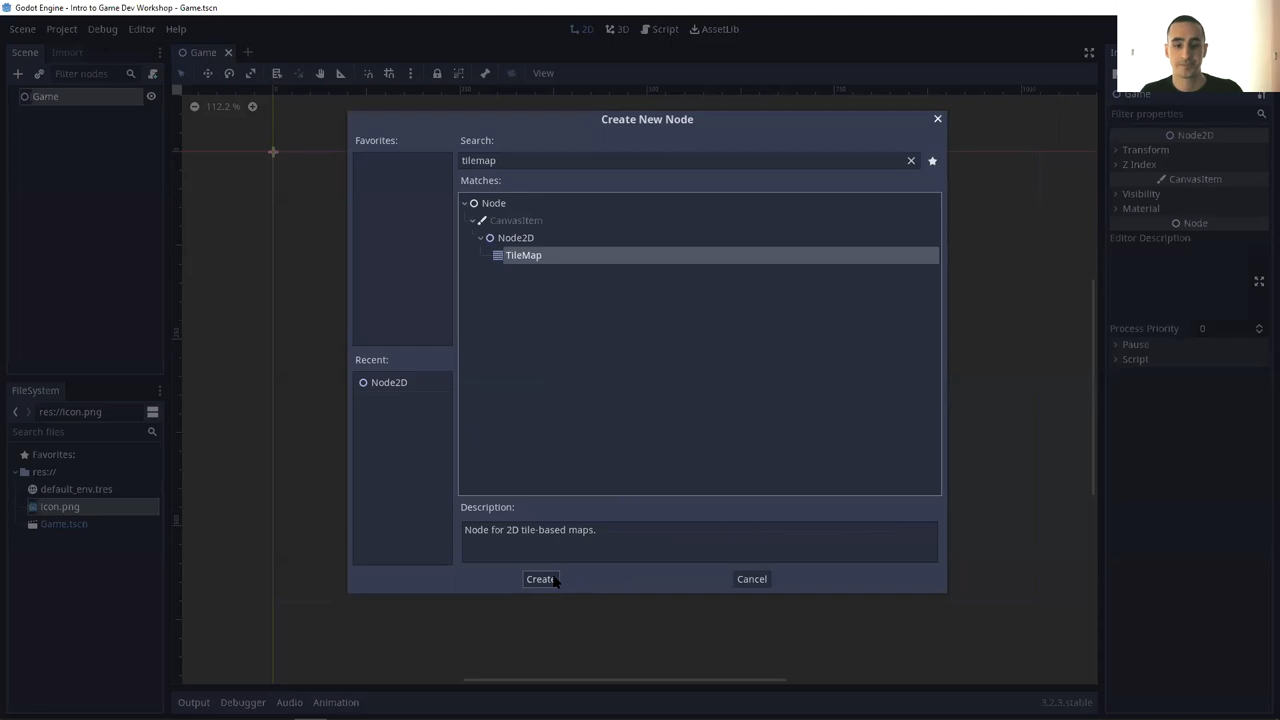 Godot Engine - Intro to Game Dev Workshop - Game.tscn
Scene Project Debug Editor Help
2D 3D Script AssetLib
Scene Import
Game
Filter nodes
View
Game
112.2 %
Create New Node
Favorites:
Search:
tilemap
Matches:
Node
CanvasItem
Node2D
TileMap
Recent:
Node2D
Description:
Node for 2D tile-based maps.
Create
Cancel
Game
Filter properties
Node2D
Transform
Z Index
CanvasItem
Visibility
Material
Node
Editor Description
Process Priority 0
Pause
Script
FileSystem
res://icon.png
Search files
Favorites:
res://
default_env.tres
icon.png
Game.tscn
Output Debugger Audio Animation
3.2.3.stable